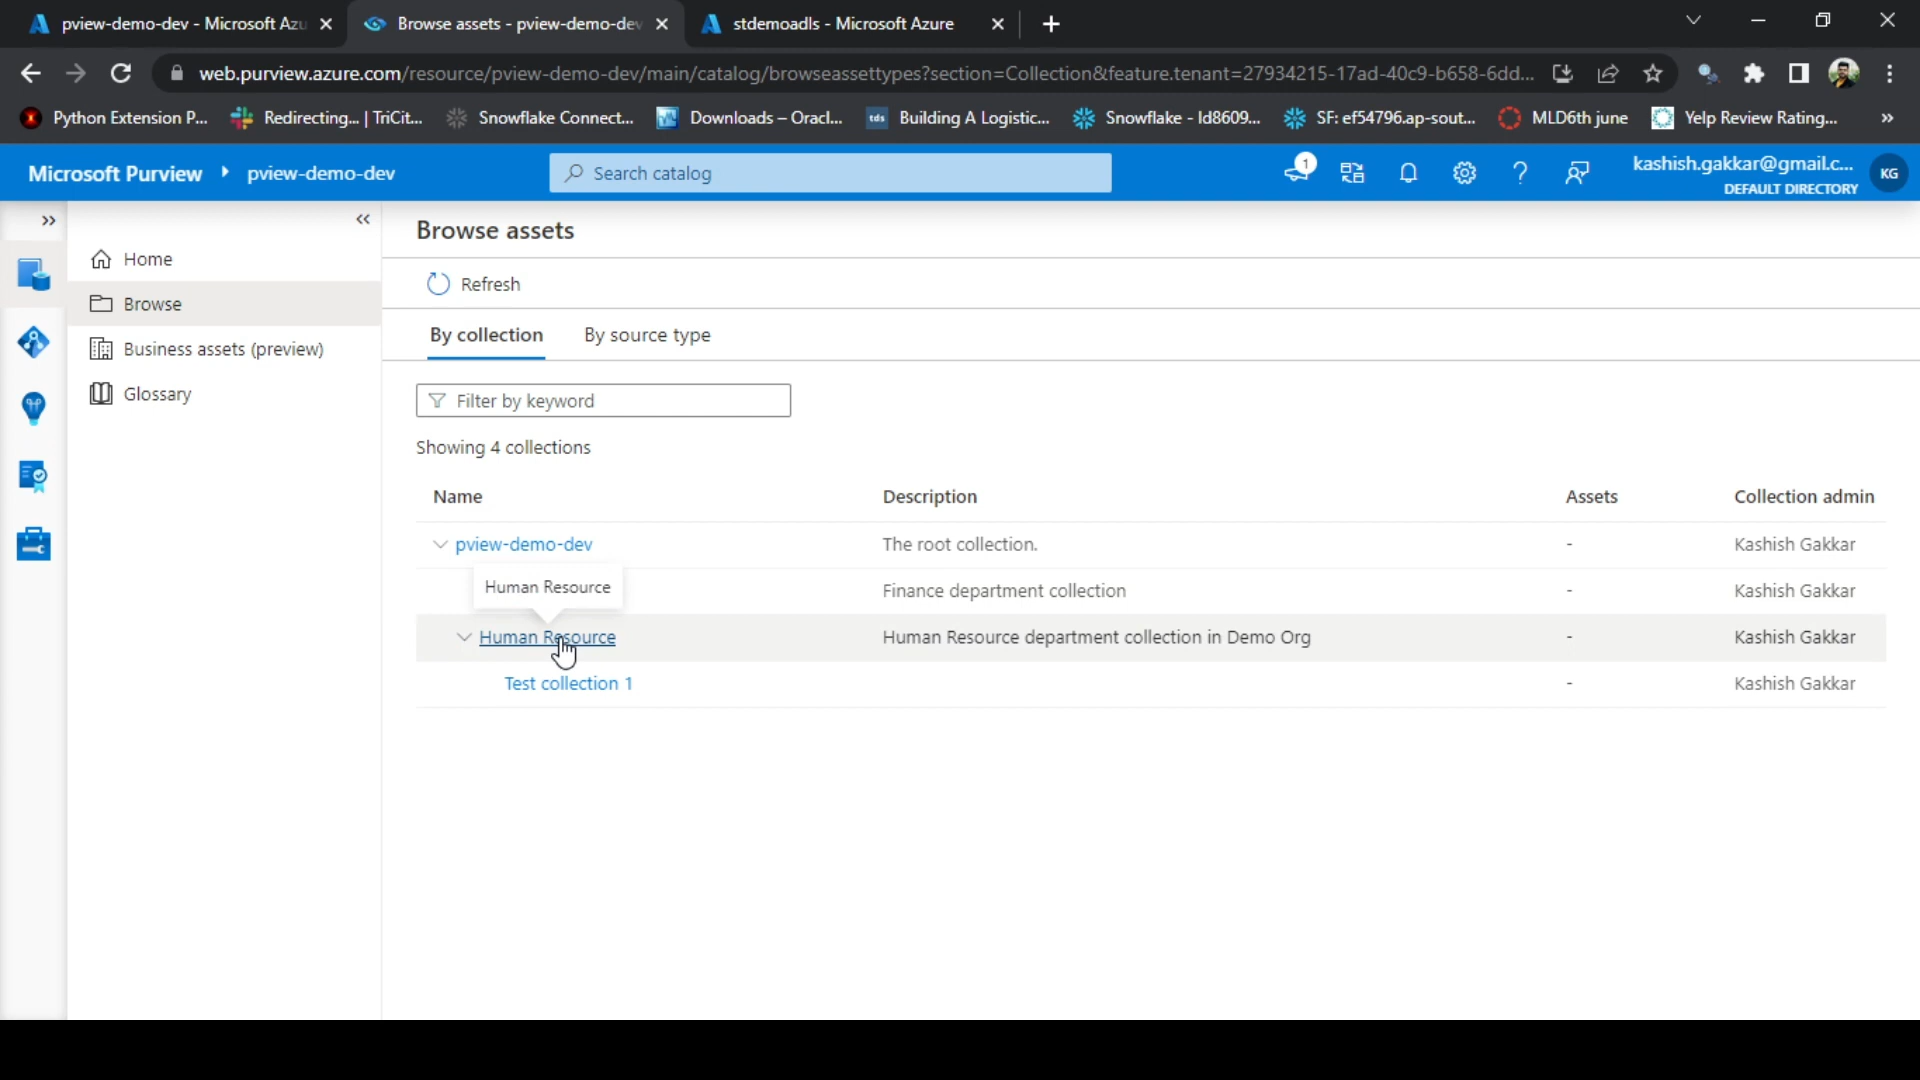 pview-demo-dev - Microsoft Azu
Browse assets - pview-demo-dev
stdemoadls - Microsoft Azure
web.purview.azure.com/resource/pview-demo-dev/main/catalog/browseassettypes?section=Collection&feature.tenant=27934215-17ad-40c9-b658-6dd...
Python Extension P...
Redirecting... | TriCit...
Snowflake Connect...
Downloads – Oracl...
tds
Building A Logistic...
Snowflake - Id8609...
SF: ef54796.ap-sout...
MLD6th june
Yelp Review Rating...
Microsoft Purview
pview-demo-dev
Search catalog
1
kashish.gakkar@gmail.c...
DEFAULT DIRECTORY
KG
Home
Browse
Business assets (preview)
Glossary
Browse assets
Refresh
By collection
By source type
Filter by keyword
Showing 4 collections
Name Description Assets Collection admin
pview-demo-dev The root collection. - Kashish Gakkar
Human Resource
Finance department collection - Kashish Gakkar
Human Resource Human Resource department collection in Demo Org - Kashish Gakkar
Test collection 1 - Kashish Gakkar